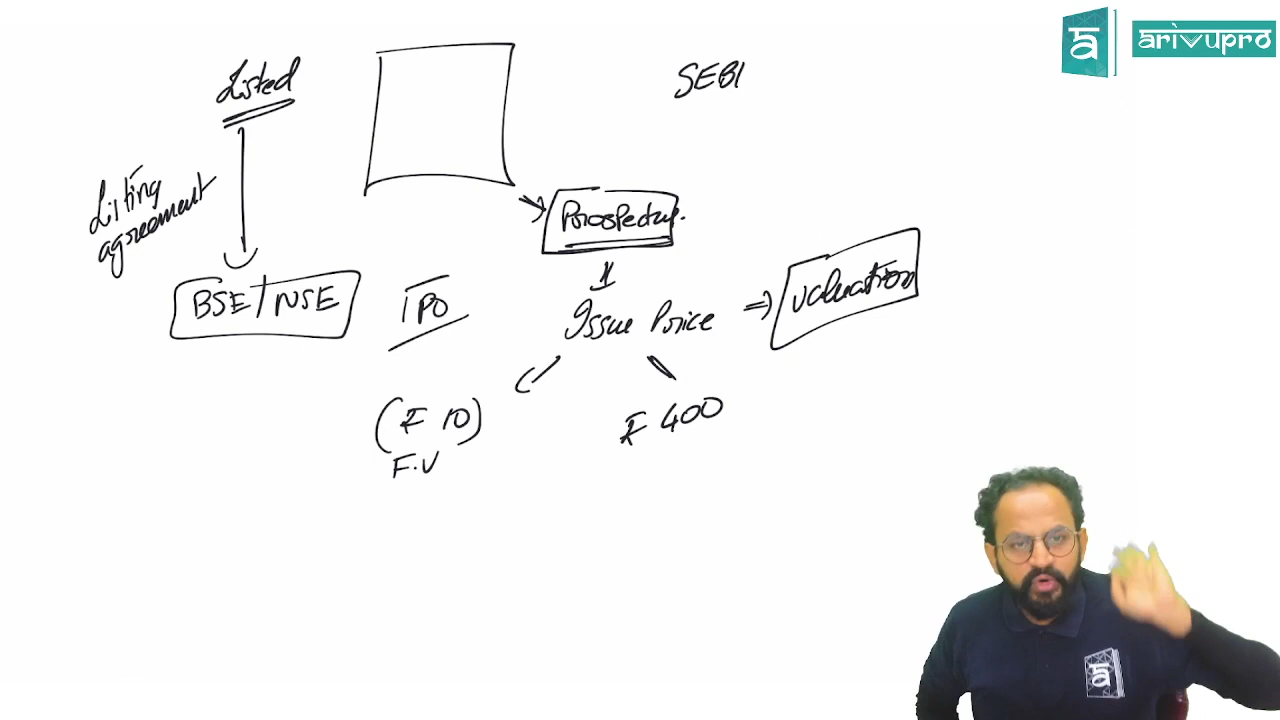 arivupro
Listed
SEBI
Listing
agreement
Prospectus.
BSE/NSE
IPO
Issue Price
⇒
Valuation
(₹ 10)
F.V
₹ 400